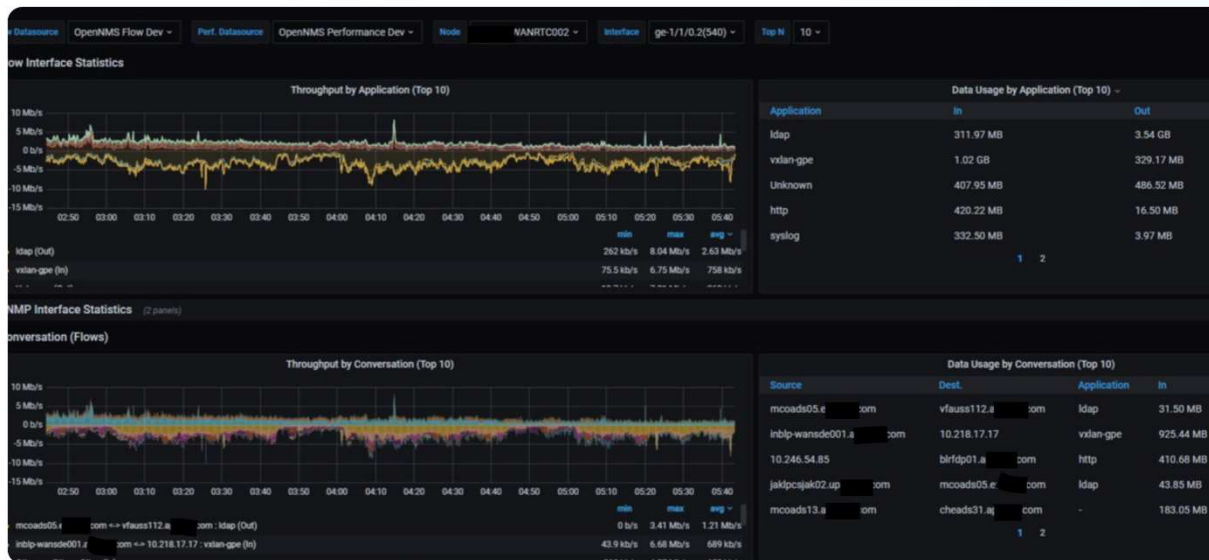 Datasource OpenNMS Flow Dev Perf. Datasource OpenNMS Performance Dev Node WANRTC002 Interface ge-1/1/0.2(540) Top N 10
ow Interface Statistics
Throughput by Application (Top 10)
10 Mb/s
5 Mb/s
0 b/s
-5 Mb/s
-10 Mb/s
-15 Mb/s
02:50 03:00 03:10 03:20 03:30 03:40 03:50 04:00 04:10 04:20 04:30 04:40 04:50 05:00 05:10 05:20 05:30 05:40
min max avg
ldap (Out) 262 kb/s 8.04 Mb/s 2.63 Mb/s
vxlan-gpe (In) 75.5 kb/s 6.75 Mb/s 758 kb/s
Data Usage by Application (Top 10)
Application In Out
ldap 311.97 MB 3.54 GB
vxlan-gpe 1.02 GB 329.17 MB
Unknown 407.95 MB 486.52 MB
http 420.22 MB 16.50 MB
syslog 332.50 MB 3.97 MB
1 2
NMP Interface Statistics (2 panels)
onversation (Flows)
Throughput by Conversation (Top 10)
10 Mb/s
5 Mb/s
0 b/s
-5 Mb/s
-10 Mb/s
-15 Mb/s
02:50 03:00 03:10 03:20 03:30 03:40 03:50 04:00 04:10 04:20 04:30 04:40 04:50 05:00 05:10 05:20 05:30 05:40
min max avg
mcoads05.e com <-> vfauss112.a com : ldap (Out) 0 b/s 3.41 Mb/s 1.21 Mb/s
inblp-wansde001.a com <-> 10.218.17.17 : vxlan-gpe (In) 43.9 kb/s 6.68 Mb/s 689 kb/s
Data Usage by Conversation (Top 10)
Source Dest. Application In
mcoads05.e com vfauss112.a com ldap 31.50 MB
inblp-wansde001.a com 10.218.17.17 vxlan-gpe 925.44 MB
10.246.54.85 blrfdp01.a com http 410.68 MB
jaklpcsjak02.up om mcoads05.e com ldap 43.85 MB
mcoads13.a om cheads31.a com - 183.05 MB
1 2